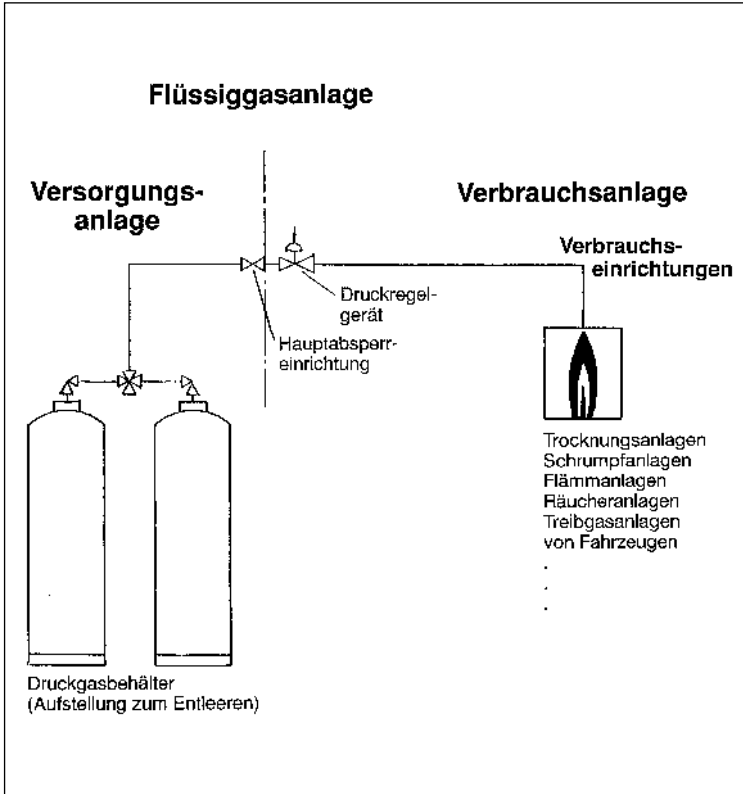 Flüssiggasanlage
Versorgungs-
anlage
Verbrauchsanlage
Verbrauchs-
einrichtungen
Druckregel-
gerät
Hauptabsperr-
einrichtung
Trocknungsanlagen
Schrumpfanlagen
Flämmanlagen
Räucheranlagen
Treibgasanlagen
von Fahrzeugen
.
.
.
Druckgasbehälter
(Aufstellung zum Entleeren)